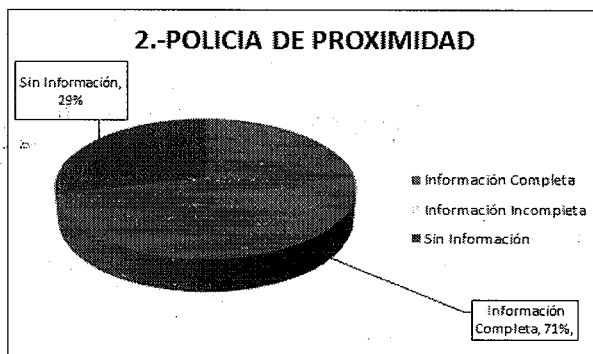 2.-POLICIA DE PROXIMIDAD
Sin Información,
29%
Información Completa
Información Incompleta
Sin Información
Información
Completa, 71%,